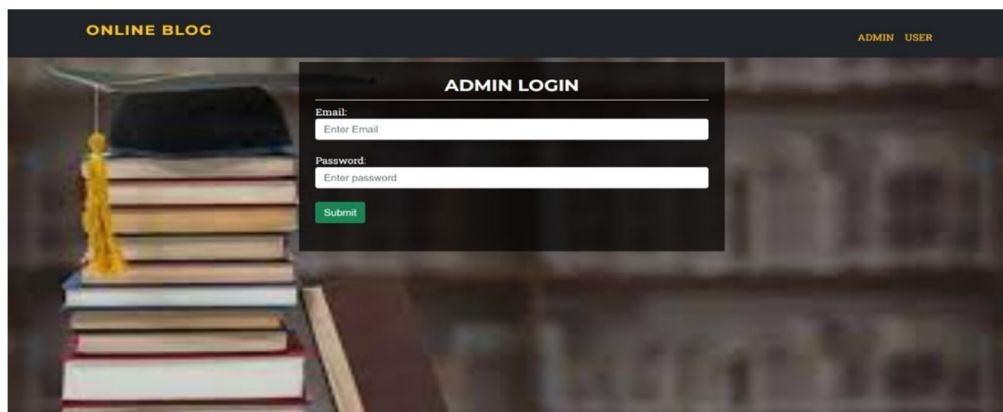 ONLINE BLOG
ADMIN USER
ADMIN LOGIN
Email:
Enter Email
Password:
Enter password
Submit